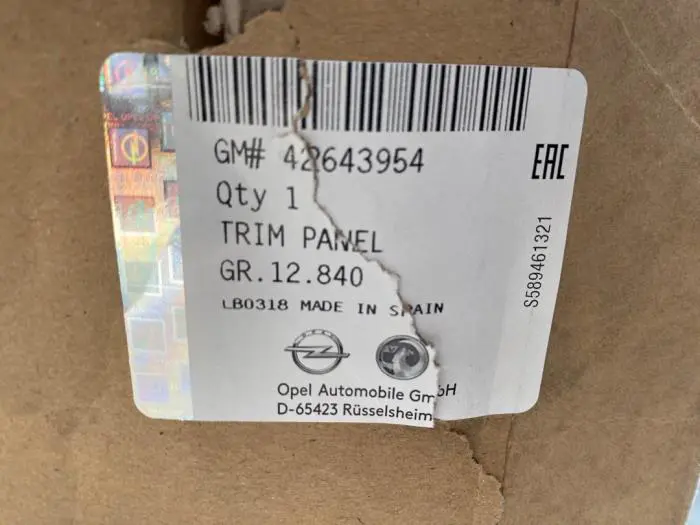 GM# 42643954
Qty 1
TRIM PANEL
GR.12.840
LB0318 MADE IN SPAIN
Opel Automobile GmbH
D-65423 Rüsselsheim
EAC
S589461321